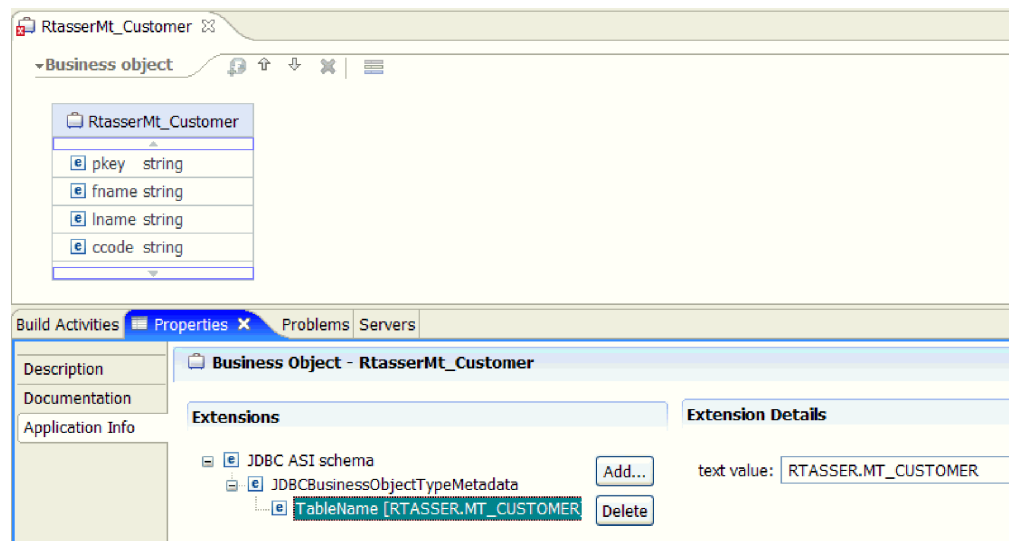 RtasserMt_Customer
Business object
RtasserMt_Customer
pkey string
fname string
lname string
ccode string
Build Activities Properties Problems Servers
Description
Documentation
Application Info
Business Object - RtasserMt_Customer
Extensions
Extension Details
JDBC ASI schema
JDBCBusinessObjectTypeMetadata
TableName [RTASSER.MT_CUSTOMER
Add...
Delete
text value: RTASSER.MT_CUSTOMER